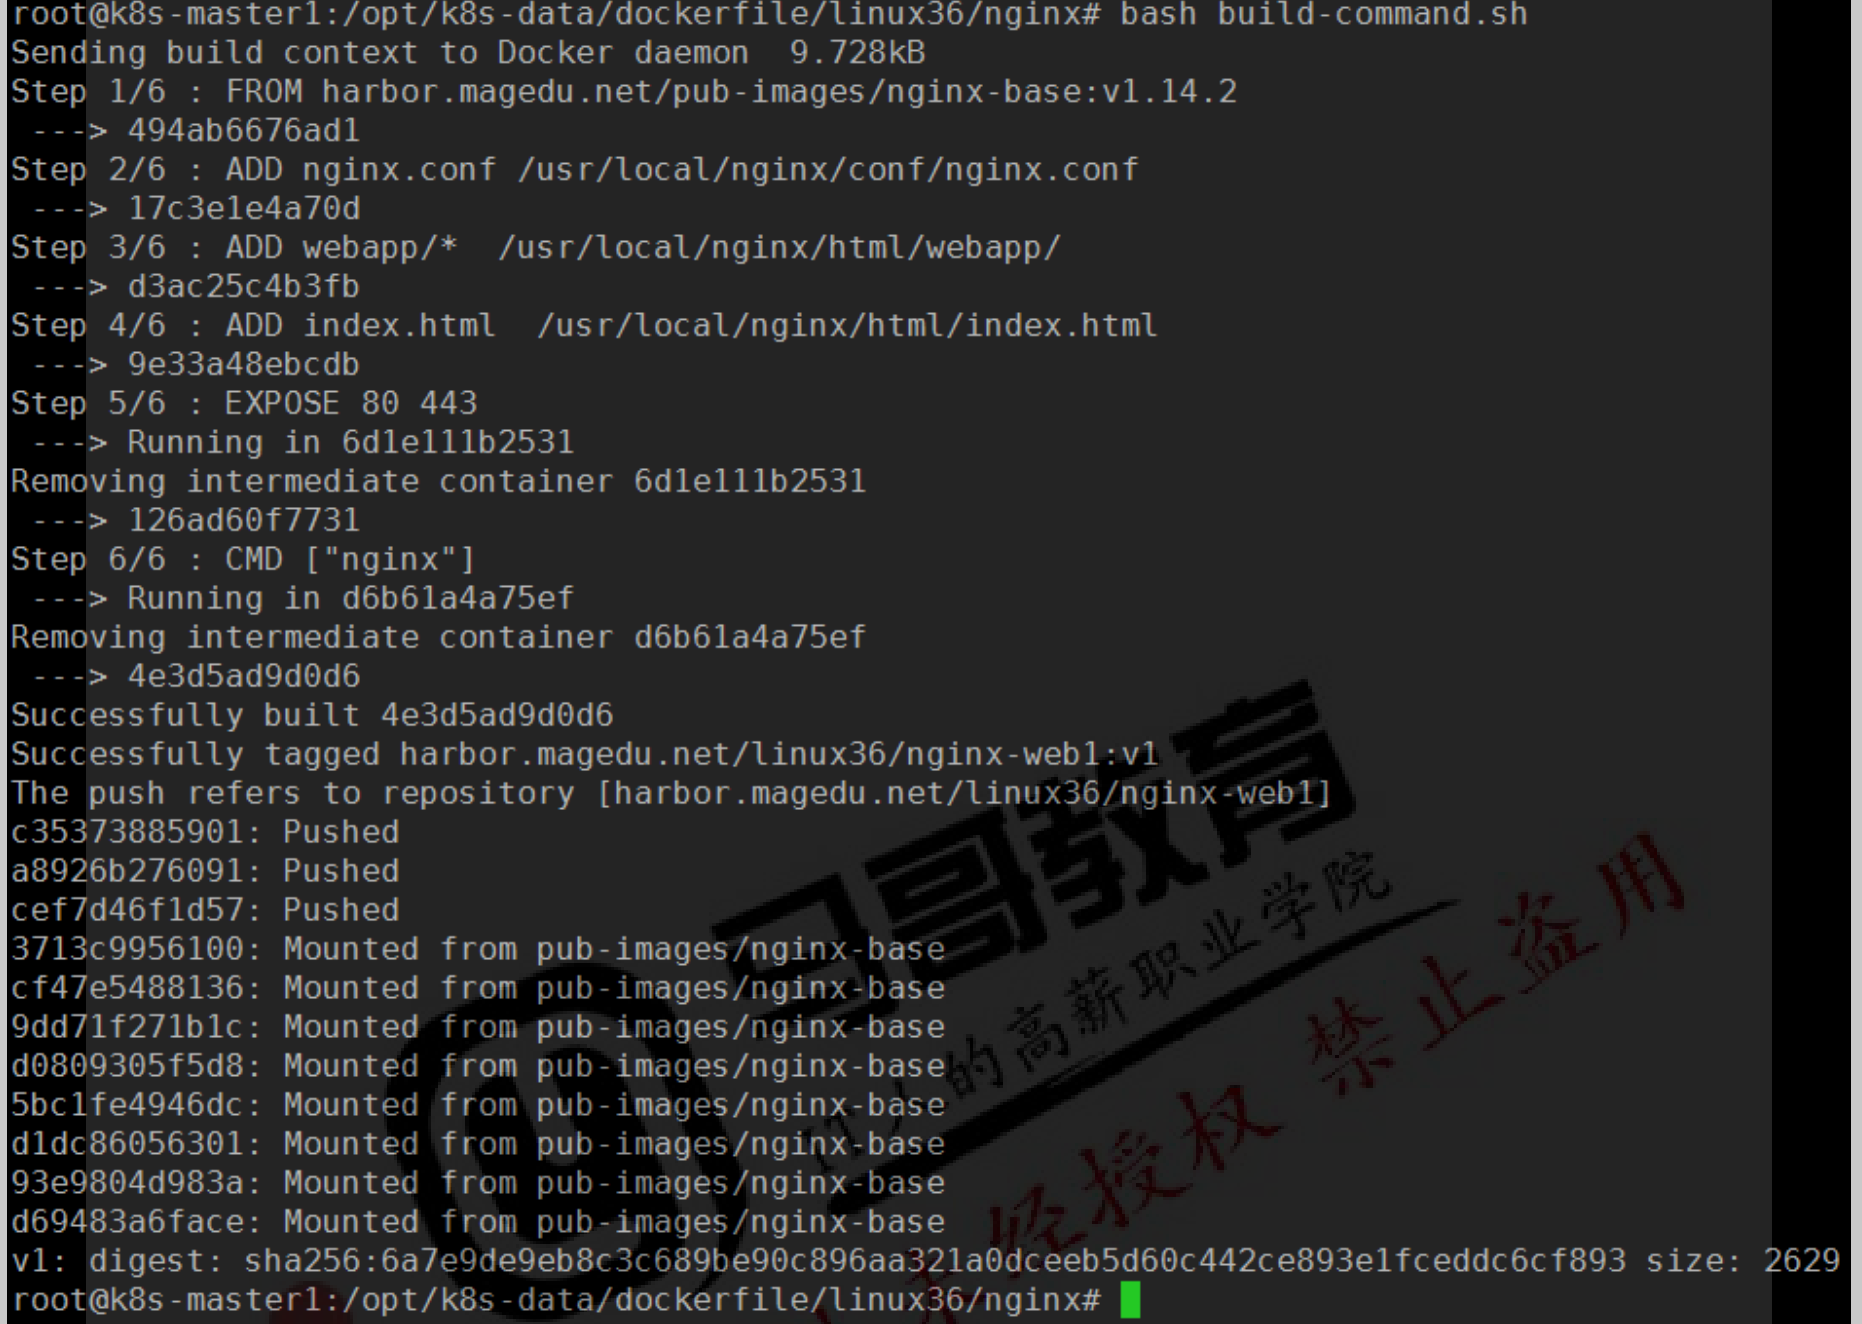 root@k8s-master1:/opt/k8s-data/dockerfile/linux36/nginx# bash build-command.sh
Sending build context to Docker daemon  9.728kB
Step 1/6 : FROM harbor.magedu.net/pub-images/nginx-base:v1.14.2
 ---> 494ab6676ad1
Step 2/6 : ADD nginx.conf /usr/local/nginx/conf/nginx.conf
 ---> 17c3e1e4a70d
Step 3/6 : ADD webapp/*  /usr/local/nginx/html/webapp/
 ---> d3ac25c4b3fb
Step 4/6 : ADD index.html  /usr/local/nginx/html/index.html
 ---> 9e33a48ebcdb
Step 5/6 : EXPOSE 80 443
 ---> Running in 6d1e111b2531
Removing intermediate container 6d1e111b2531
 ---> 126ad60f7731
Step 6/6 : CMD ["nginx"]
 ---> Running in d6b61a4a75ef
Removing intermediate container d6b61a4a75ef
 ---> 4e3d5ad9d0d6
Successfully built 4e3d5ad9d0d6
Successfully tagged harbor.magedu.net/linux36/nginx-web1:v1
The push refers to repository [harbor.magedu.net/linux36/nginx-web1]
c35373885901: Pushed
a8926b276091: Pushed
cef7d46f1d57: Pushed
3713c9956100: Mounted from pub-images/nginx-base
cf47e5488136: Mounted from pub-images/nginx-base
9dd71f271b1c: Mounted from pub-images/nginx-base
d0809305f5d8: Mounted from pub-images/nginx-base
5bc1fe4946dc: Mounted from pub-images/nginx-base
d1dc86056301: Mounted from pub-images/nginx-base
93e9804d983a: Mounted from pub-images/nginx-base
d69483a6face: Mounted from pub-images/nginx-base
v1: digest: sha256:6a7e9de9eb8c3c689be90c896aa321a0dceeb5d60c442ce893e1fceddc6cf893 size: 2629
root@k8s-master1:/opt/k8s-data/dockerfile/linux36/nginx#
马哥教育
的高薪职业学院
未经授权 禁止盗用